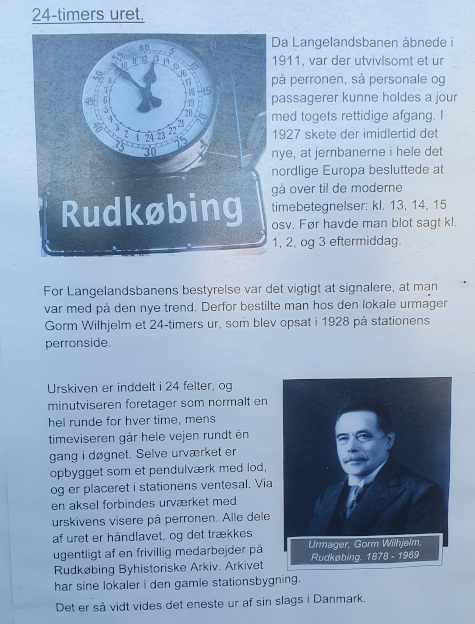 24-timers uret.
Rudkøbing
Da Langelandsbanen åbnede i
1911, var der utvivlsomt et ur
på perronen, så personale og
passagerer kunne holdes a jour
med togets rettidige afgang. I
1927 skete der imidlertid det
nye, at jernbanerne i hele det
nordlige Europa besluttede at
gå over til de moderne
timebetegnelser: kl. 13, 14, 15
osv. Før havde man blot sagt kl.
1, 2, og 3 eftermiddag.
For Langelandsbanens bestyrelse var det vigtigt at signalere, at man
var med på den nye trend. Derfor bestilte man hos den lokale urmager
Gorm Wilhjelm et 24-timers ur, som blev opsat i 1928 på stationens
perronside.
Urskiven er inddelt i 24 felter, og
minutviseren foretager som normalt en
hel runde for hver time, mens
timeviseren går hele vejen rundt én
gang i døgnet. Selve urværket er
opbygget som et pendulværk med lod,
og er placeret i stationens ventesal. Via
en aksel forbindes urværket med
urskivens visere på perronen. Alle dele
af uret er håndlavet, og det trækkes
ugentligt af en frivillig medarbejder på
Rudkøbing Byhistoriske Arkiv. Arkivet
har sine lokaler i den gamle stationsbygning.
Det er så vidt vides det eneste ur af sin slags i Danmark.
Urmager, Gorm Wilhjelm,
Rudkøbing. 1878 - 1969